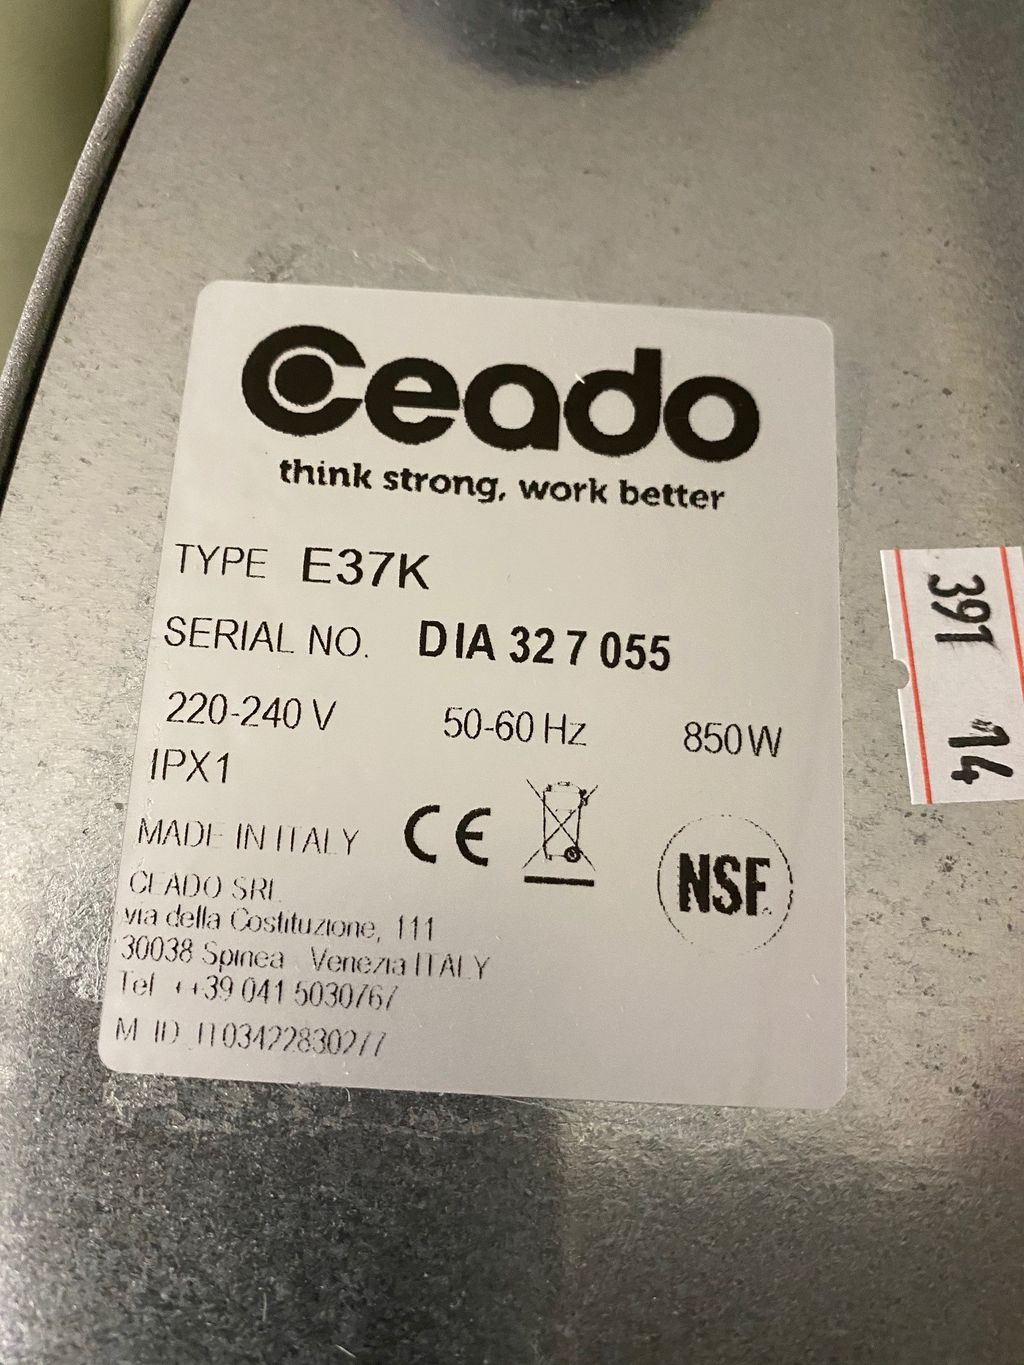 Ceado
think strong, work better
TYPE E37K
SERIAL NO. DIA 32 7 055
220-240 V 50-60 Hz 850W
IPX1
MADE IN ITALY CE
NSF.
CEADO SRL
via della Costituzione, 111
30038 Spinea Venezia ITALY
Tel ++39 041 5030767
M ID IT03422830277
391 14